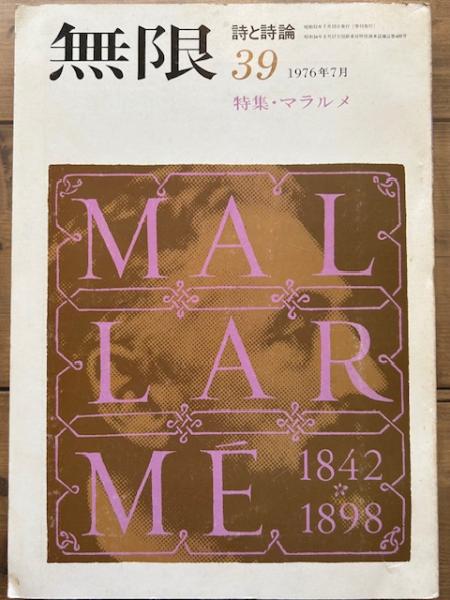 無限
詩と詩論
39
1976年7月
特集・マラルメ
MAL
LAR
MÉ
1842
1898